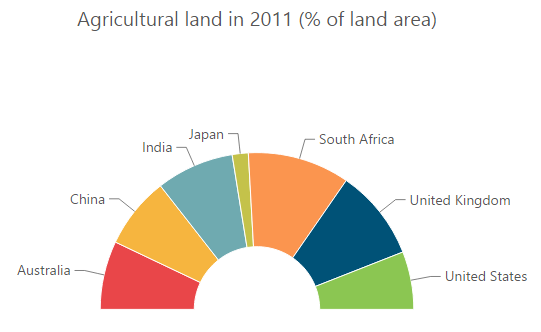 Agricultural land in 2011 (% of land area)
Japan
South Africa
India
China
United Kingdom
Australia
United States